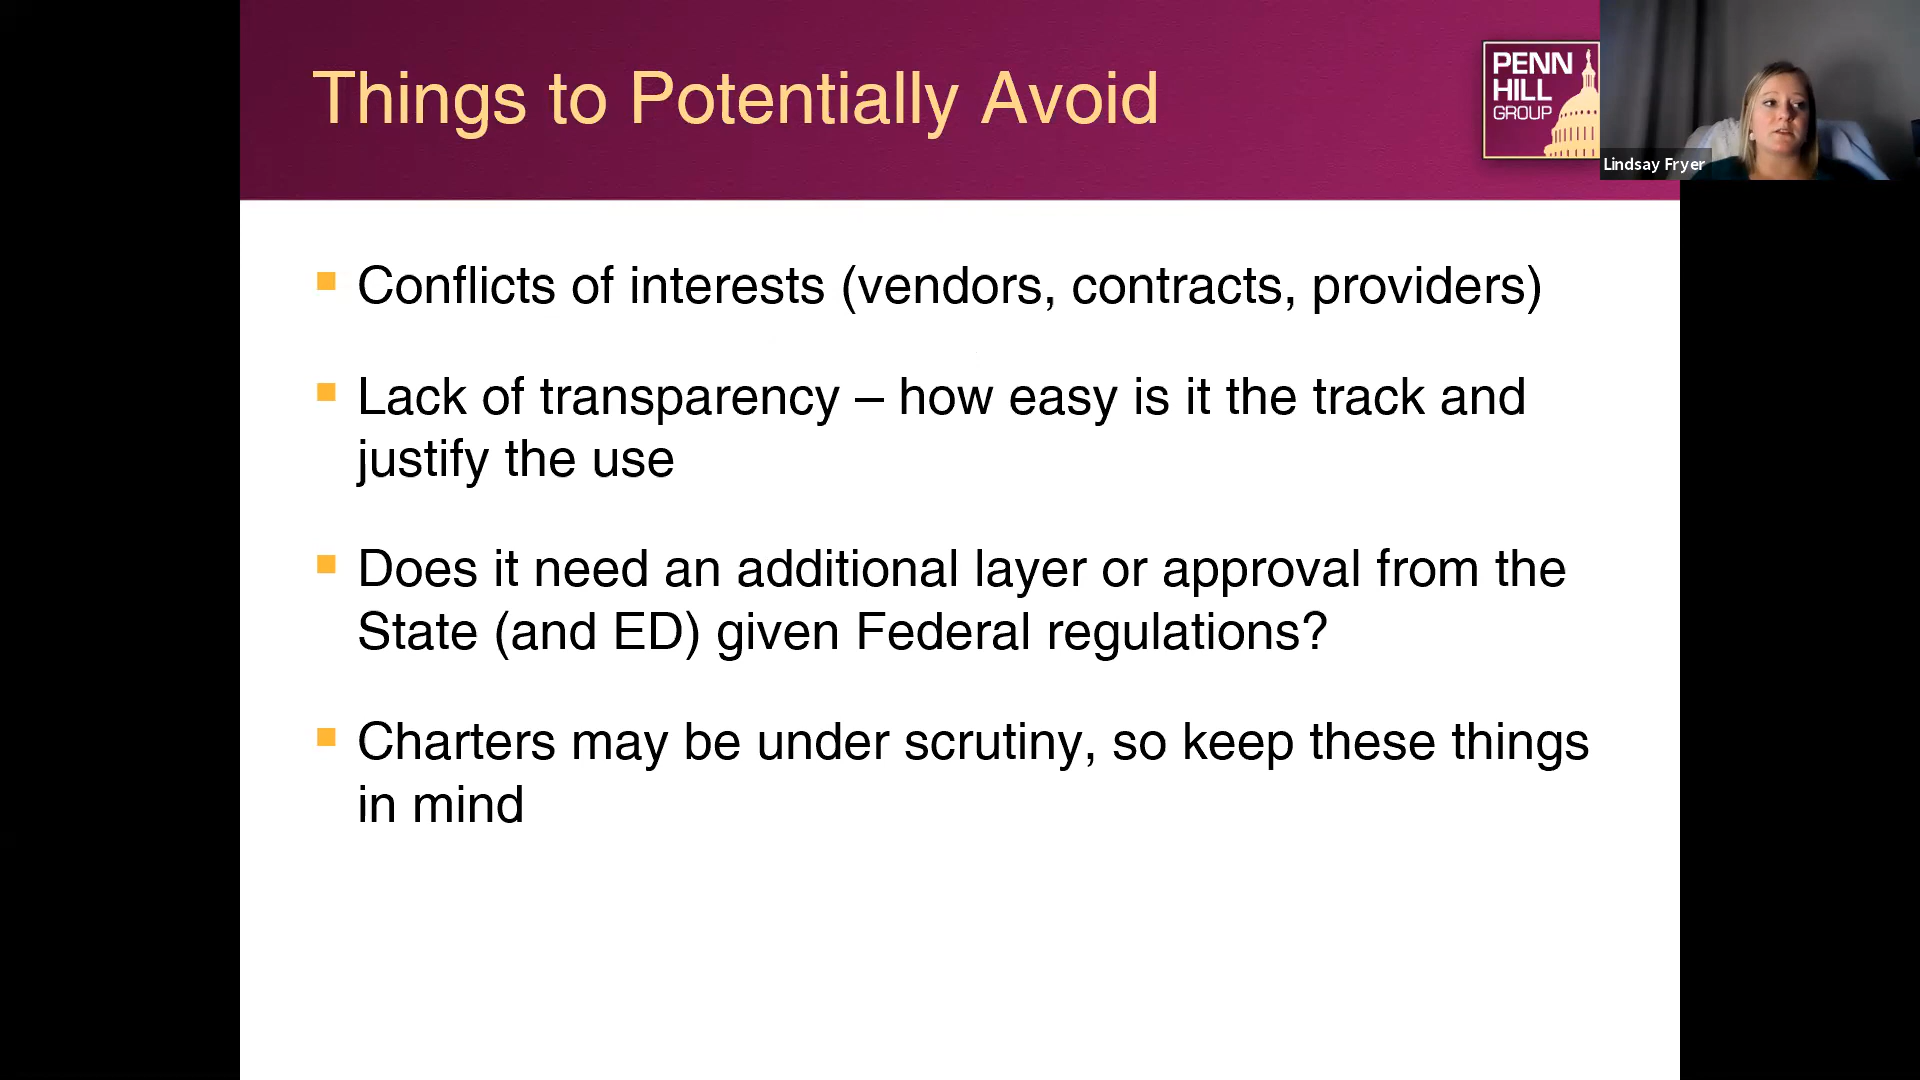 Things to Potentially Avoid
PENN
HILL
GROUP
Lindsay Fryer
Conflicts of interests (vendors, contracts, providers)
Lack of transparency – how easy is it the track and
justify the use
Does it need an additional layer or approval from the
State (and ED) given Federal regulations?
Charters may be under scrutiny, so keep these things
in mind